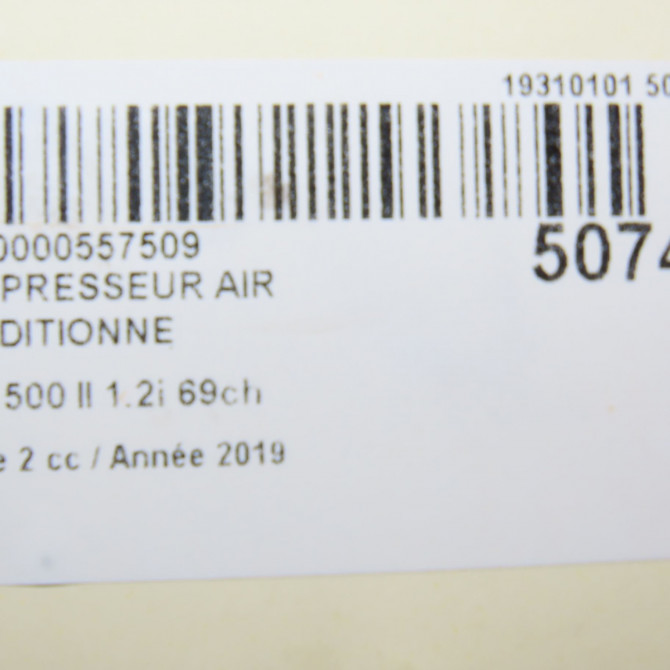 19310101 50
0000557509
5074
PRESSEUR AIR
DITIONNE
500 II 1.2i 69ch
e 2 cc / Année 2019